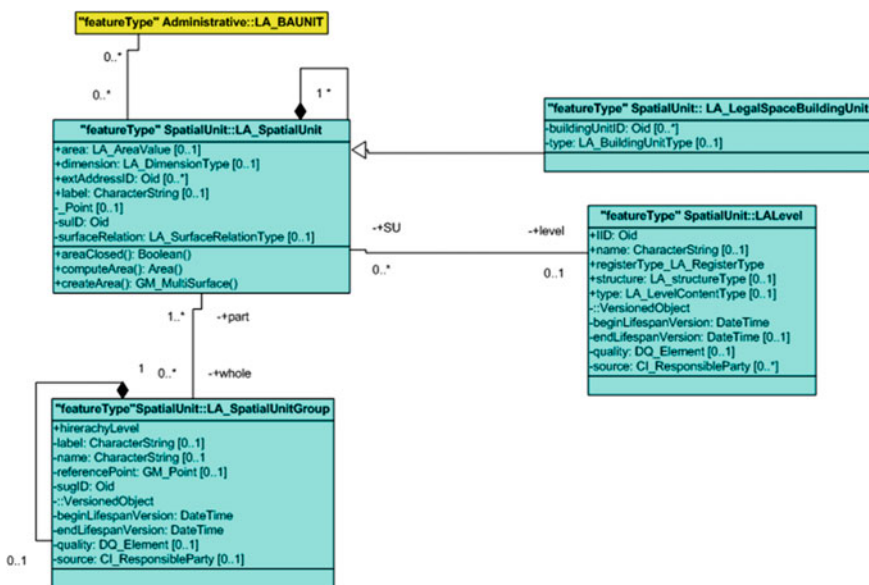 "featureType" Administrative::LA_BAUNIT
0..*
0..*
1 *
"featureType" SpatialUnit::LA_SpatialUnit
+area: LA_AreaValue [0..1]
+dimension: LA_DimensionType [0..1]
+extAddressID: Oid [0..*]
+label: CharacterString [0..1]
-_Point [0..1]
-suID: Oid
-surfaceRelation: LA_SurfaceRelationType [0..1]
+areaClosed(): Boolean()
+computeArea(): Area()
+createArea(): GM_MultiSurface()
"featureType" SpatialUnit:: LA_LegalSpaceBuildingUnit
-buildingUnitID: Oid [0..*]
-type: LA_BuildingUnitType [0..1]
-+SU
-+level
0..*
0..1
"featureType" SpatialUnit::LALevel
+lID: Oid
+name: CharacterString [0..1]
+registerType_LA_RegisterType
+structure: LA_structureType [0..1]
+type: LA_LevelContentType [0..1]
-::VersionedObject
-beginLifespanVersion: DateTime
-endLifespanVersion: DateTime [0..1]
-quality: DQ_Element [0..1]
-source: CI_ResponsibleParty [0..*]
1..*
-+part
1
0..*
-+whole
"featureType"SpatialUnit::LA_SpatialUnitGroup
+hirerachyLevel
-label: CharacterString [0..1]
-name: CharacterString [0..1
-referencePoint: GM_Point [0..1]
-sugID: Oid
-::VersionedObject
-beginLifespanVersion: DateTime
-endLifespanVersion: DateTime
-quality: DQ_Element [0..1]
-source: CI_ResponsibleParty [0..1]
0..1